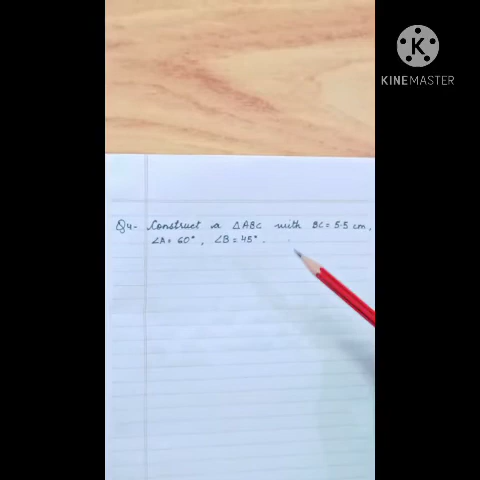 KINEMASTER
Q4- Construct a △ABC with BC = 5.5 cm,
∠A = 60°, ∠B = 45°.